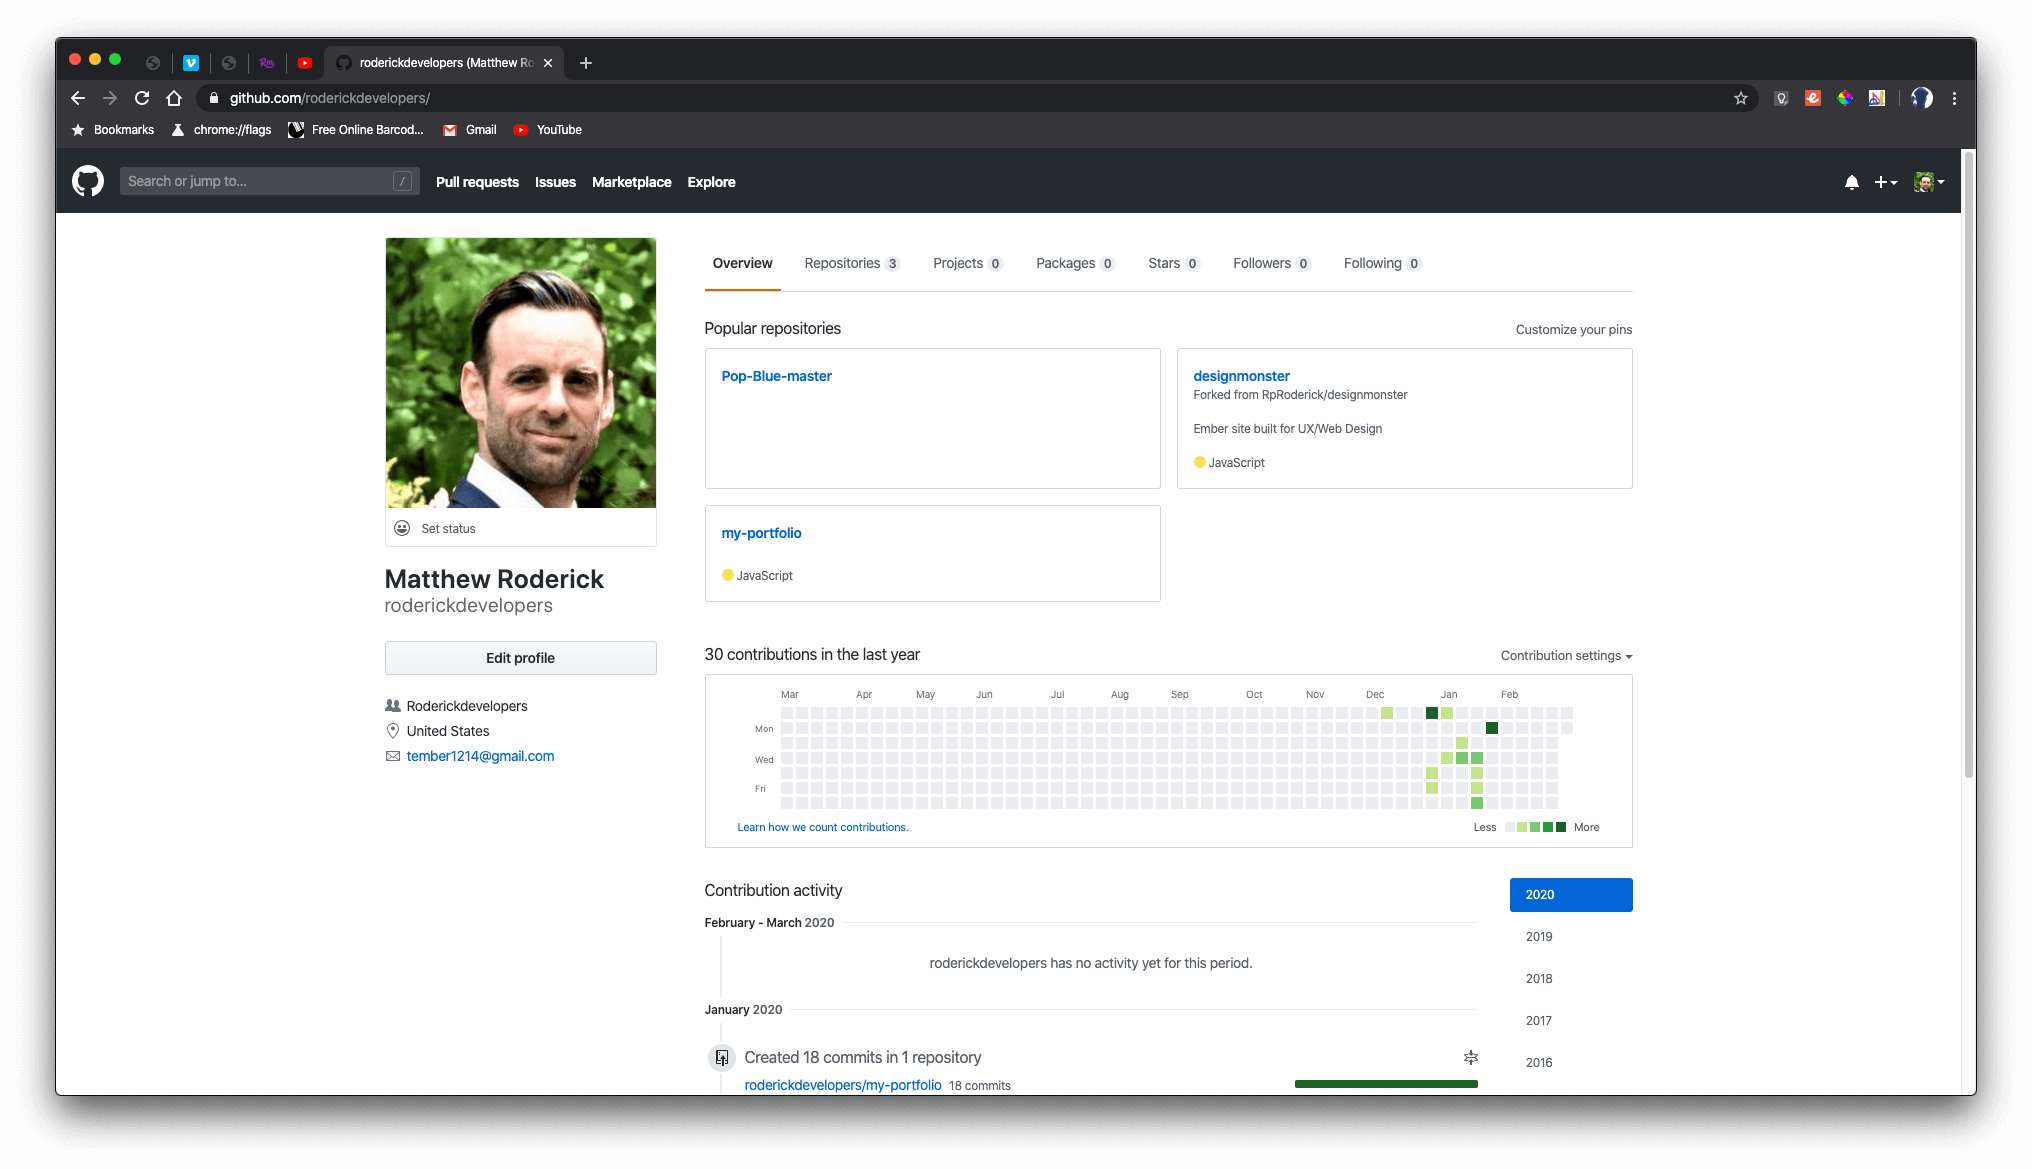 roderickdevelopers (Matthew Ro
github.com/roderickdevelopers/
Bookmarks chrome://flags Free Online Barcod... Gmail YouTube
Search or jump to... / Pull requests Issues Marketplace Explore
Overview Repositories 3 Projects 0 Packages 0 Stars 0 Followers 0 Following 0
Popular repositories Customize your pins
Pop-Blue-master
designmonster
Forked from RpRoderick/designmonster
Ember site built for UX/Web Design
JavaScript
my-portfolio
JavaScript
Set status
Matthew Roderick
roderickdevelopers
Edit profile
Roderickdevelopers
United States
tember1214@gmail.com
30 contributions in the last year Contribution settings
Mar Apr May Jun Jul Aug Sep Oct Nov Dec Jan Feb
Mon
Wed
Fri
Learn how we count contributions. Less More
Contribution activity
February - March 2020
roderickdevelopers has no activity yet for this period.
January 2020
Created 18 commits in 1 repository
roderickdevelopers/my-portfolio 18 commits
2020
2019
2018
2017
2016